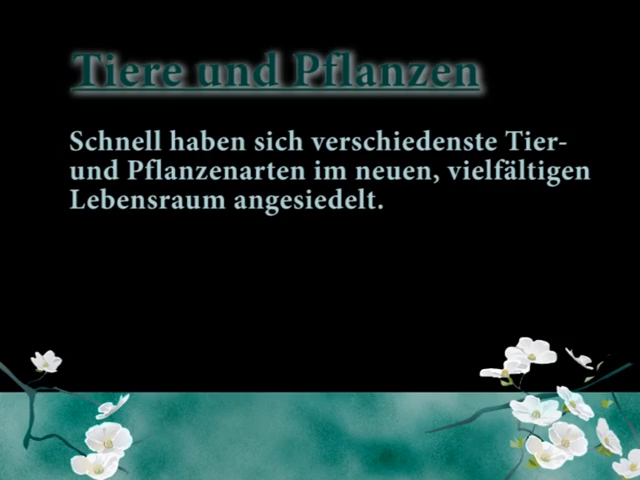 Tiere und Pflanzen
Schnell haben sich verschiedenste Tier-
und Pflanzenarten im neuen, vielfältigen
Lebensraum angesiedelt.